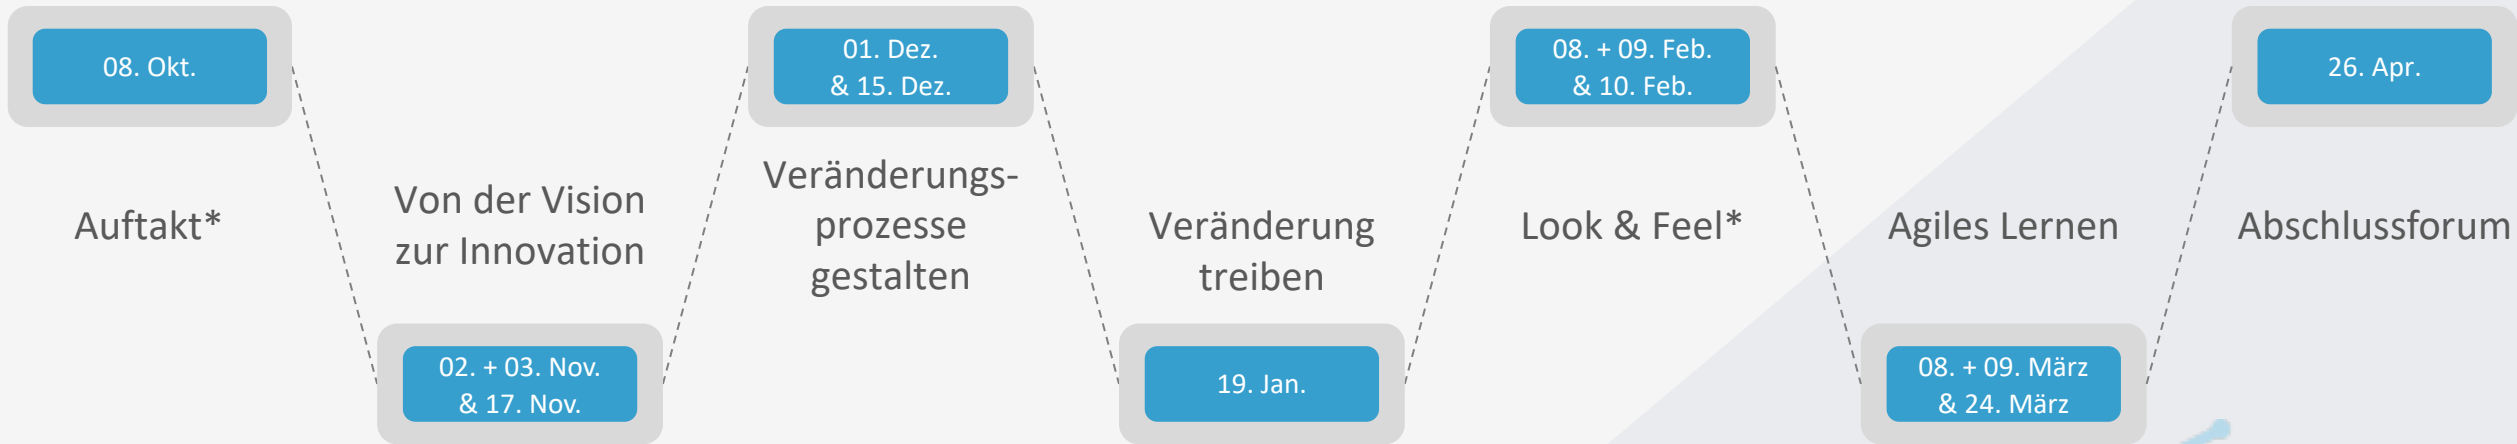 08. Okt.
Auftakt*
Von der Vision
zur Innovation
02. + 03. Nov.
& 17. Nov.
01. Dez.
& 15. Dez.
Veränderungs-
prozesse
gestalten
Veränderung
treiben
19. Jan.
08. + 09. Feb.
& 10. Feb.
Look & Feel*
Agiles Lernen
08. + 09. März
& 24. März
26. Apr.
Abschlussforum